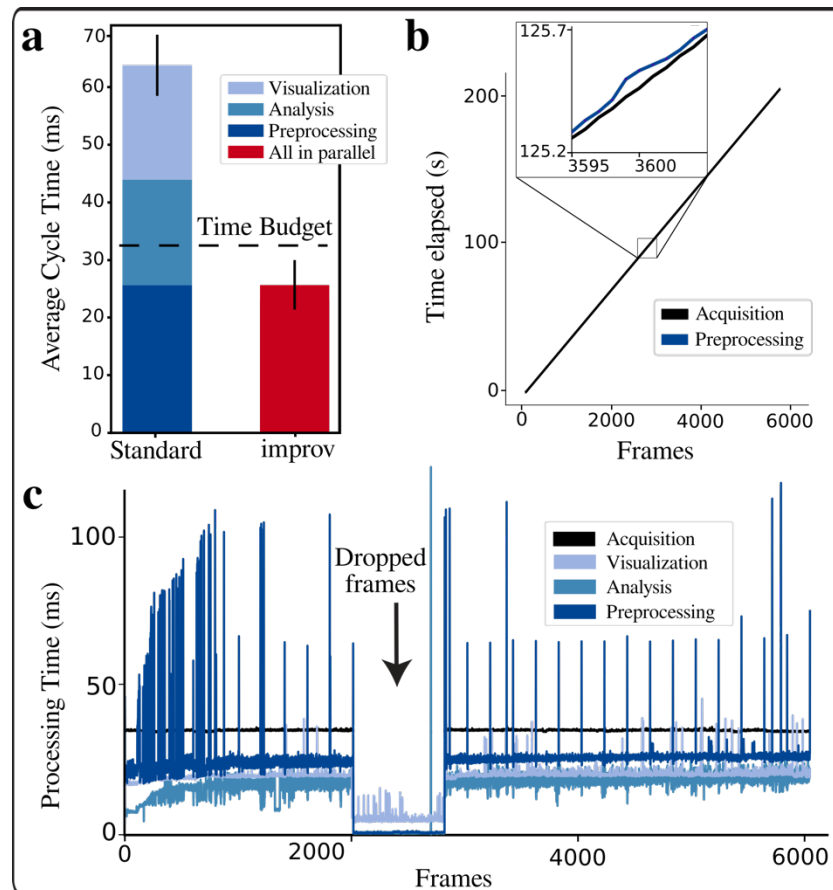 a
Average Cycle Time (ms)
70
60
50
40
30
20
10
0
Visualization
Analysis
Preprocessing
All in parallel
Time Budget
Standard
improv
b
125.7
125.2
3595
3600
Time elapsed (s)
200
100
0
Acquisition
Preprocessing
0
2000
4000
6000
Frames
c
Processing Time (ms)
100
50
0
Dropped
frames
Acquisition
Visualization
Analysis
Preprocessing
0
2000
4000
6000
Frames